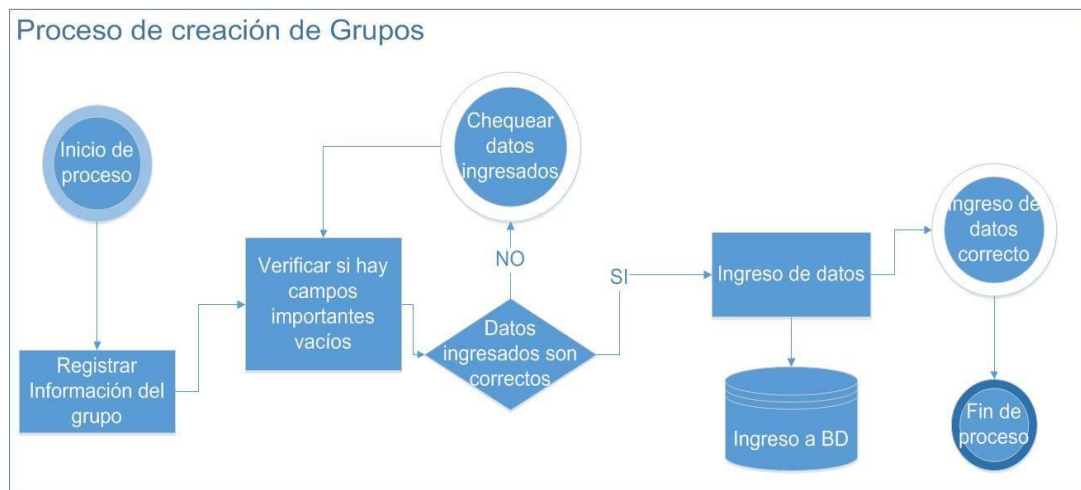 Proceso de creación de Grupos
Inicio de
proceso
Registrar
Información del
grupo
Verificar si hay
campos
importantes
vacíos
Chequear
datos
ingresados
NO
Datos
ingresados son
correctos
SI
Ingreso de datos
Ingreso a BD
Ingreso de
datos
correcto
Fin de
proceso